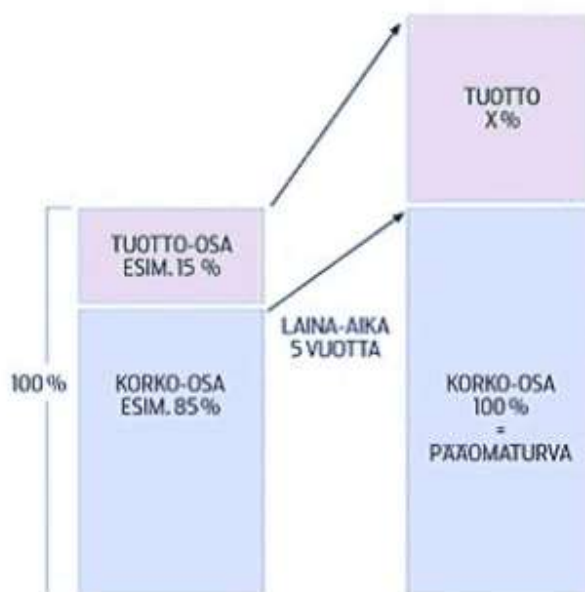 TUOTTO
X %
TUOTTO-OSA
ESIM. 15 %
LAINA-AIKA
5 VUOTTA
100 %
KORKO-OSA
ESIM. 85 %
KORKO-OSA
100 %
=
PÄÄOMATURVA